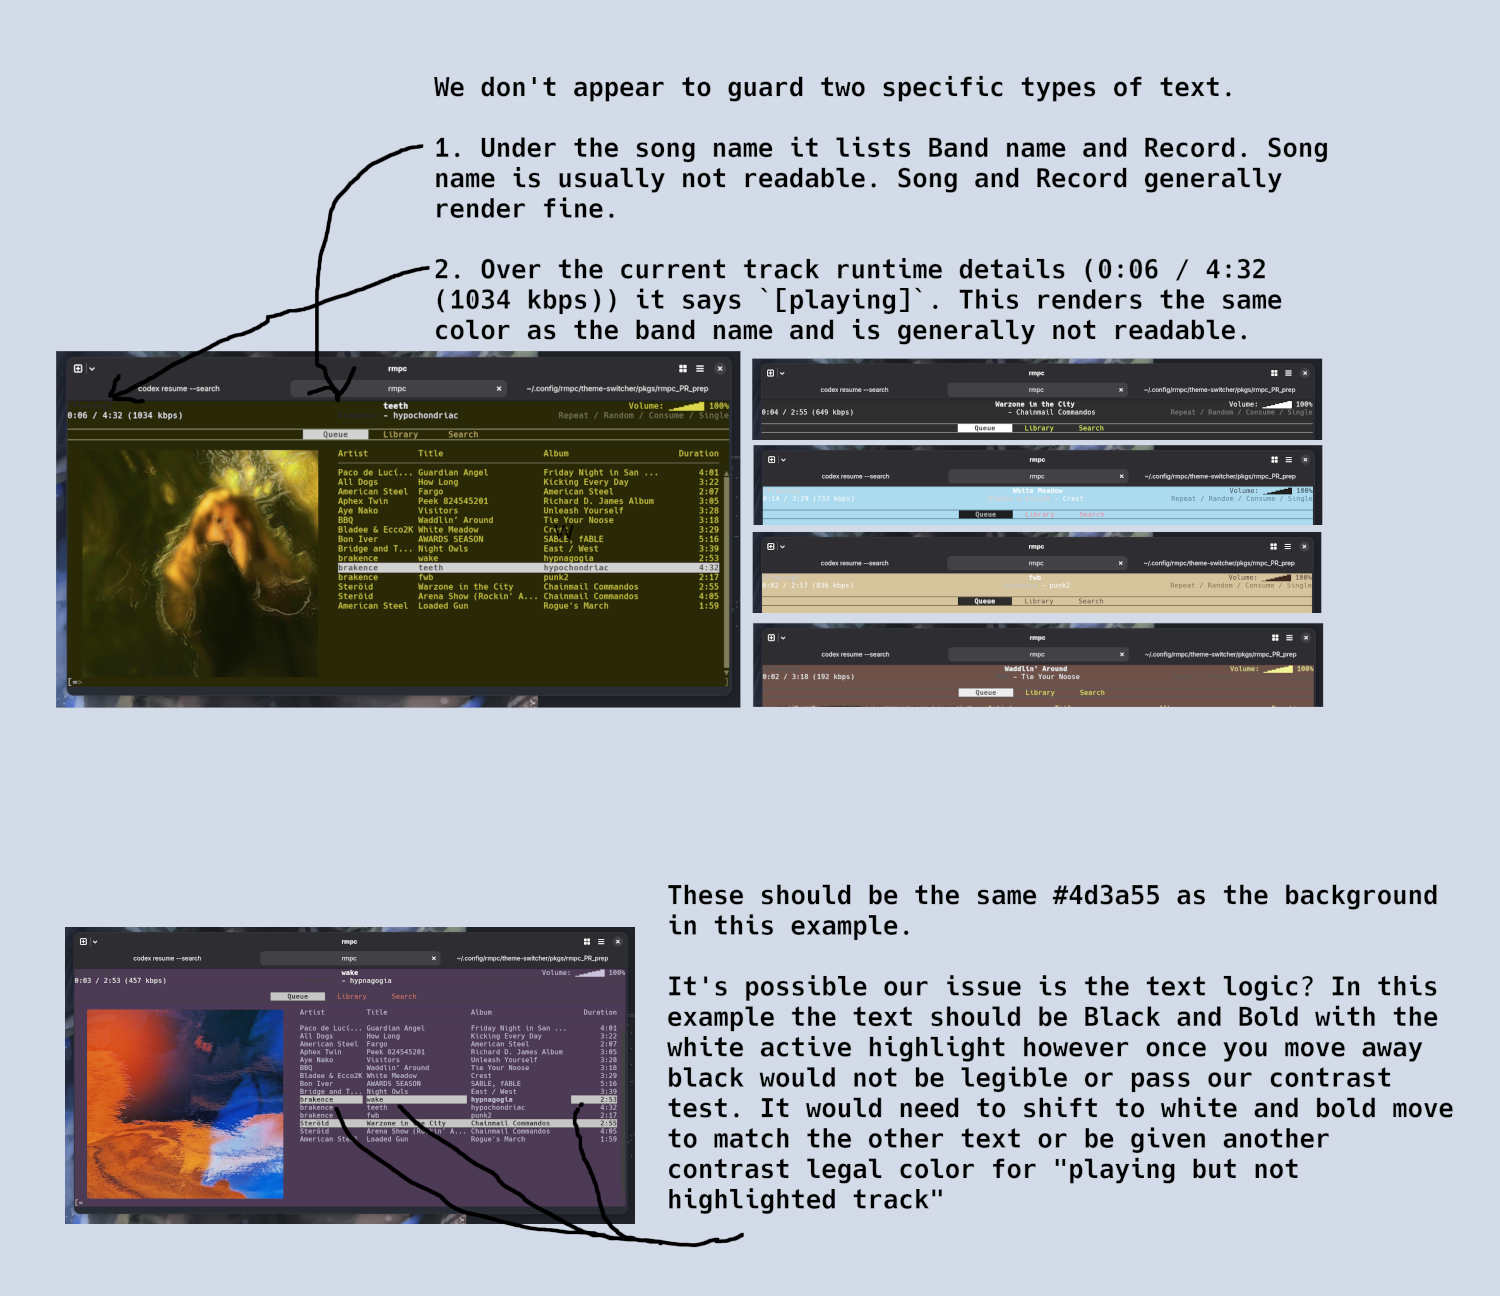 We don't appear to guard two specific types of text.
1. Under the song name it lists Band name and Record. Song
name is usually not readable. Song and Record generally
render fine.
2. Over the current track runtime details (0:06 / 4:32
(1034 kbps)) it says `[playing]`. This renders the same
color as the band name and is generally not readable.
rmpc
codex resume --search
rmpc
~/.config/rmpc/theme-switcher/pkgs/rmpc_PR_prep
teeth
Volume: 100%
0:06 / 4:32 (1034 kbps)
- hypochondriac
Repeat / Random / Consume / Single
Queue Library Search
Artist Title Album Duration
Paco de Lucí... Guardian Angel Friday Night in San ... 4:01
All Dogs How Long Kicking Every Day 3:22
American Steel Fargo American Steel 2:07
Aphex Twin Peek 824545201 Richard D. James Album 3:05
Aye Nako Visitors Unleash Yourself 3:28
BBQ Waddlin' Around Tie Your Noose 3:18
Bladee & Ecco2K White Meadow 3:29
Bon Iver AWARDS SEASON SABLE, fABLE 5:16
Bridge and T... Night Owls East / West 3:39
brakence wake hypnagogia 2:53
brakence teeth hypochondriac 4:32
brakence fwb punk2 2:17
Steröid Warzone in the City Chainmail Commandos 2:55
Steröid Arena Show (Rockin' A... Chainmail Commandos 4:05
American Steel Loaded Gun Rogue's March 1:59
[=> ]
rmpc
codex resume --search
rmpc
~/.config/rmpc/theme-switcher/pkgs/rmpc_PR_prep
Warzone in the City
Volume: 100%
0:04 / 2:55 (649 kbps)
- Chainmail Commandos
Repeat / Random / Consume / Single
Queue Library Search
rmpc
codex resume --search
rmpc
~/.config/rmpc/theme-switcher/pkgs/rmpc_PR_prep
White Meadow
Volume: 100%
0:14 / 3:29 (733 kbps)
- Crest
Repeat / Random / Consume / Single
Queue Library Search
rmpc
codex resume --search
rmpc
~/.config/rmpc/theme-switcher/pkgs/rmpc_PR_prep
fwb
Volume: 100%
0:02 / 2:17 (836 kbps)
- punk2
Repeat / Random / Consume / Single
Queue Library Search
rmpc
codex resume --search
rmpc
~/.config/rmpc/theme-switcher/pkgs/rmpc_PR_prep
Waddlin' Around
Volume: 100%
0:02 / 3:18 (192 kbps)
- Tie Your Noose
Queue Library Search
These should be the same #4d3a55 as the background
in this example.
It's possible our issue is the text logic? In this
example the text should be Black and Bold with the
white active highlight however once you move away
black would not be legible or pass our contrast
test. It would need to shift to white and bold move
to match the other text or be given another
contrast legal color for "playing but not
highlighted track"
rmpc
codex resume --search
rmpc
~/.config/rmpc/theme-switcher/pkgs/rmpc_PR_prep
wake
Volume: 100%
0:03 / 2:53 (457 kbps)
- hypnagogia
Queue Library Search
Artist Title Album Duration
Paco de Lucí... Guardian Angel Friday Night in San ... 4:01
All Dogs How Long Kicking Every Day 3:22
American Steel Fargo American Steel 2:07
Aphex Twin Peek 824545201 Richard D. James Album 3:05
Aye Nako Visitors Unleash Yourself 3:28
BBQ Waddlin' Around Tie Your Noose 3:18
Bladee & Ecco2K White Meadow Crest 3:29
Bon Iver AWARDS SEASON SABLE, fABLE 5:16
Bridge and T... Night Owls East / West 3:39
brakence wake hypnagogia 2:53
brakence teeth hypochondriac 4:32
brakence fwb punk2 2:17
Steröid Warzone in the City Chainmail Commandos 2:55
Steröid Arena Show (Rockin' A... Chainmail Commandos 4:05
American Steel Loaded Gun Rogue's March 1:59
[=